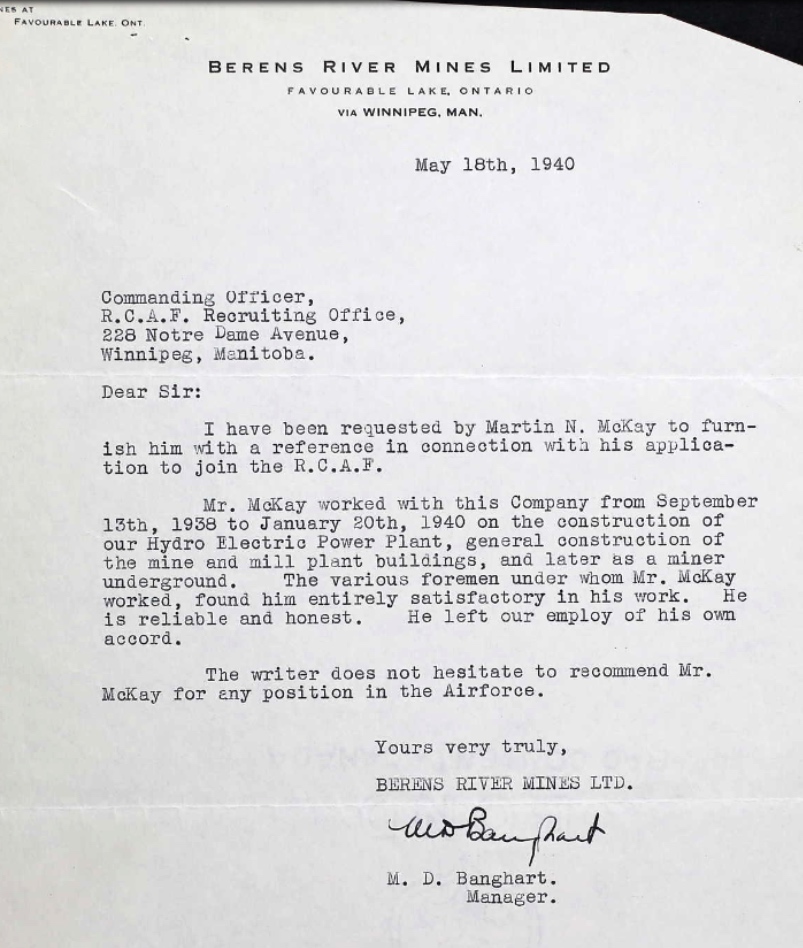 NES AT
FAVOURABLE LAKE, ONT.
BERENS RIVER MINES LIMITED
FAVOURABLE LAKE, ONTARIO
VIA WINNIPEG, MAN.
May 18th, 1940
Commanding Officer,
R.C.A.F. Recruiting Office,
228 Notre Dame Avenue,
Winnipeg, Manitoba.
Dear Sir:
I have been requested by Martin N. McKay to furn-
ish him with a reference in connection with his applica-
tion to join the R.C.A.F.
Mr. McKay worked with this Company from September
13th, 1938 to January 20th, 1940 on the construction of
our Hydro Electric Power Plant, general construction of
the mine and mill plant buildings, and later as a miner
underground. The various foremen under whom Mr. McKay
worked, found him entirely satisfactory in his work. He
is reliable and honest. He left our employ of his own
accord.
The writer does not hesitate to recommend Mr.
McKay for any position in the Airforce.
Yours very truly,
BERENS RIVER MINES LTD.
MD Banghart
M. D. Banghart.
Manager.